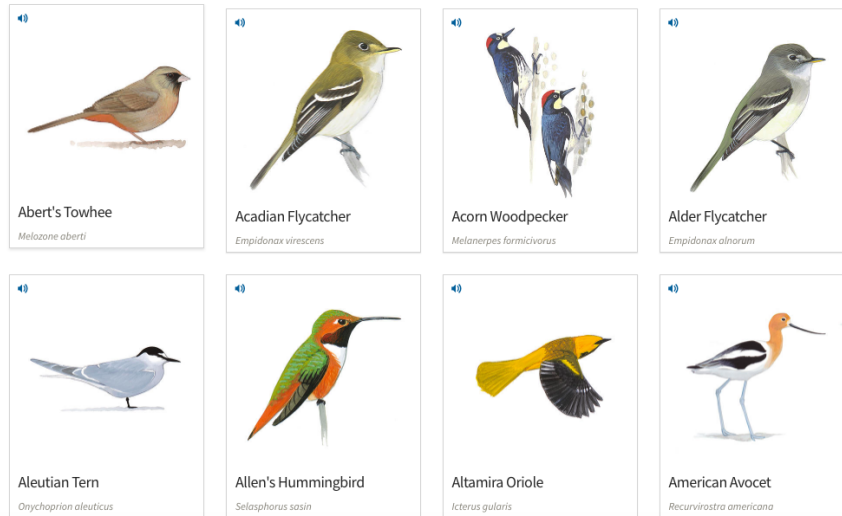 Abert's Towhee
Melozone aberti
Acadian Flycatcher
Empidonax virescens
Acorn Woodpecker
Melanerpes formicivorus
Alder Flycatcher
Empidonax alnorum
Aleutian Tern
Onychoprion aleuticus
Allen's Hummingbird
Selasphorus sasin
Altamira Oriole
Icterus gularis
American Avocet
Recurvirostra americana